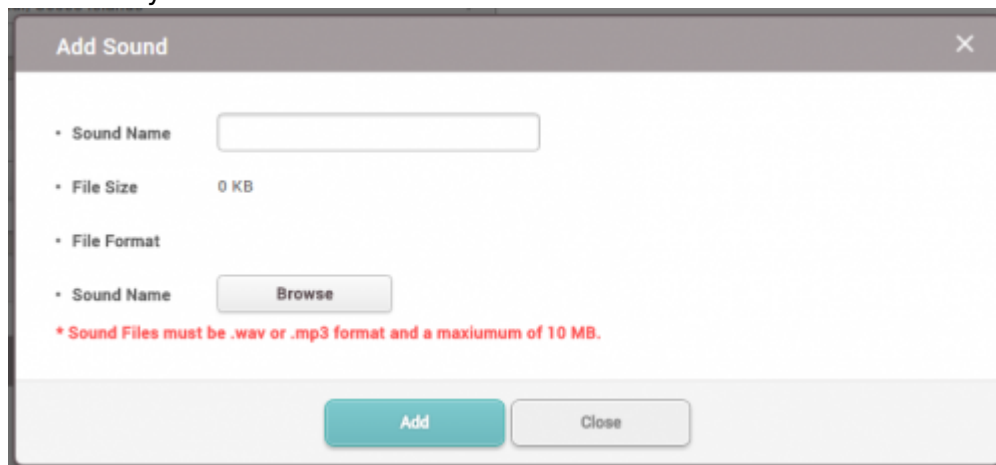 Add Sound
• Sound Name
• File Size 0 KB
• File Format
• Sound Name Browse
* Sound Files must be .wav or .mp3 format and a maxiumum of 10 MB.
Add Close